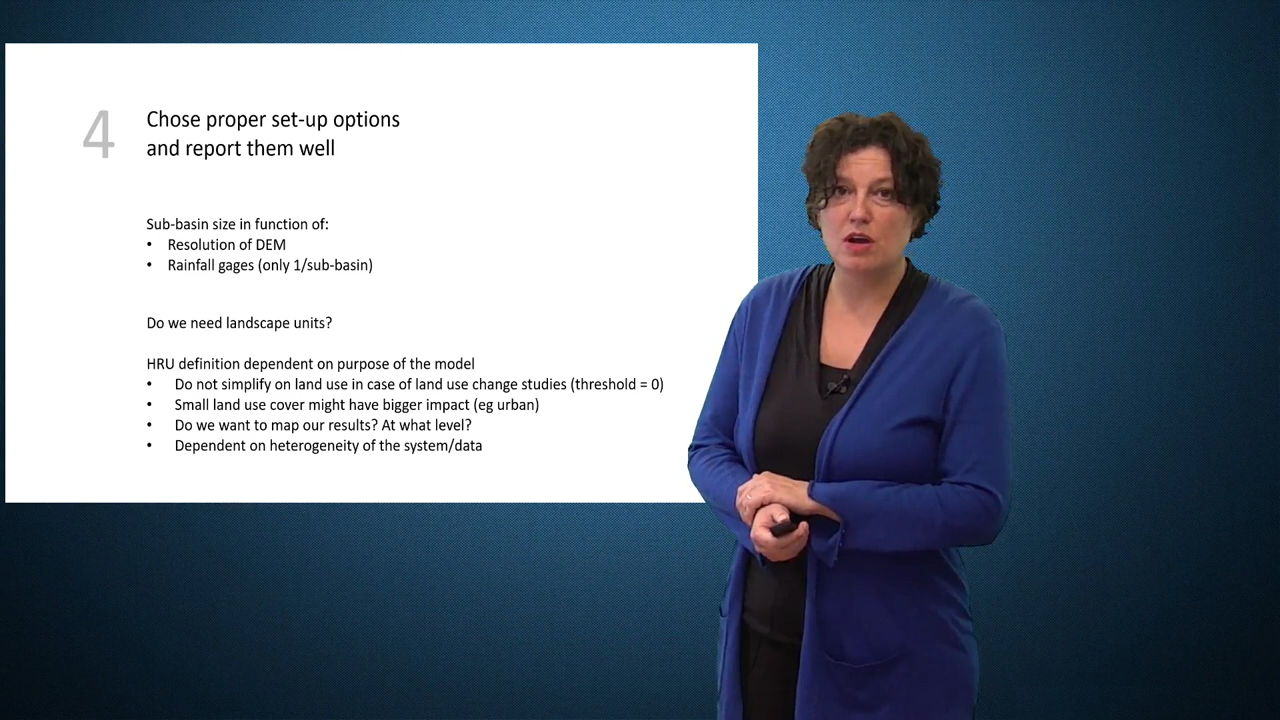 4
Chose proper set-up options
and report them well
Sub-basin size in function of:
• Resolution of DEM
• Rainfall gages (only 1/sub-basin)
Do we need landscape units?
HRU definition dependent on purpose of the model
• Do not simplify on land use in case of land use change studies (threshold = 0)
• Small land use cover might have bigger impact (eg urban)
• Do we want to map our results? At what level?
• Dependent on heterogeneity of the system/data